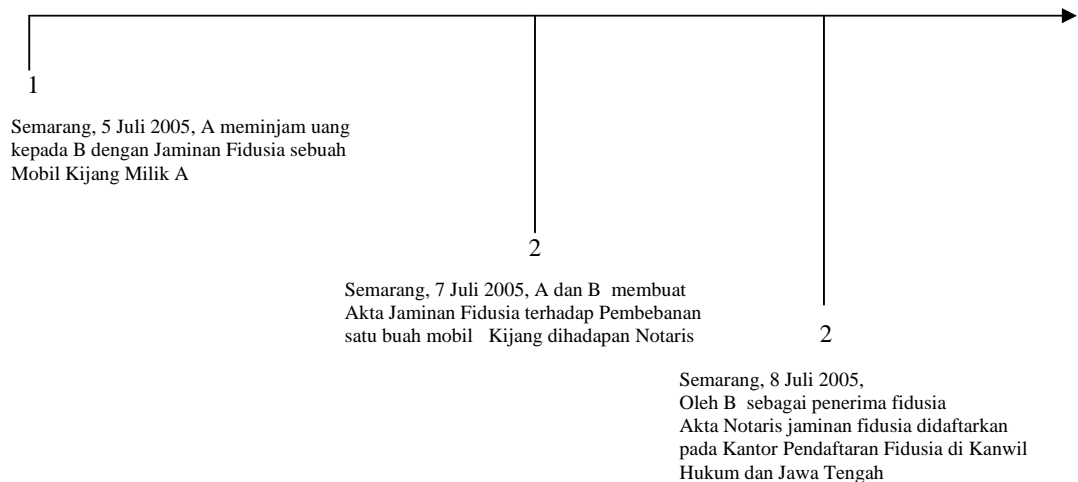 1
Semarang, 5 Juli 2005, A meminjam uang
kepada B dengan Jaminan Fidusia sebuah
Mobil Kijang Milik A
2
Semarang, 7 Juli 2005, A dan B membuat
Akta Jaminan Fidusia terhadap Pembebanan
satu buah mobil Kijang dihadapan Notaris
2
Semarang, 8 Juli 2005,
Oleh B sebagai penerima fidusia
Akta Notaris jaminan fidusia didaftarkan
pada Kantor Pendaftaran Fidusia di Kanwil
Hukum dan Jawa Tengah